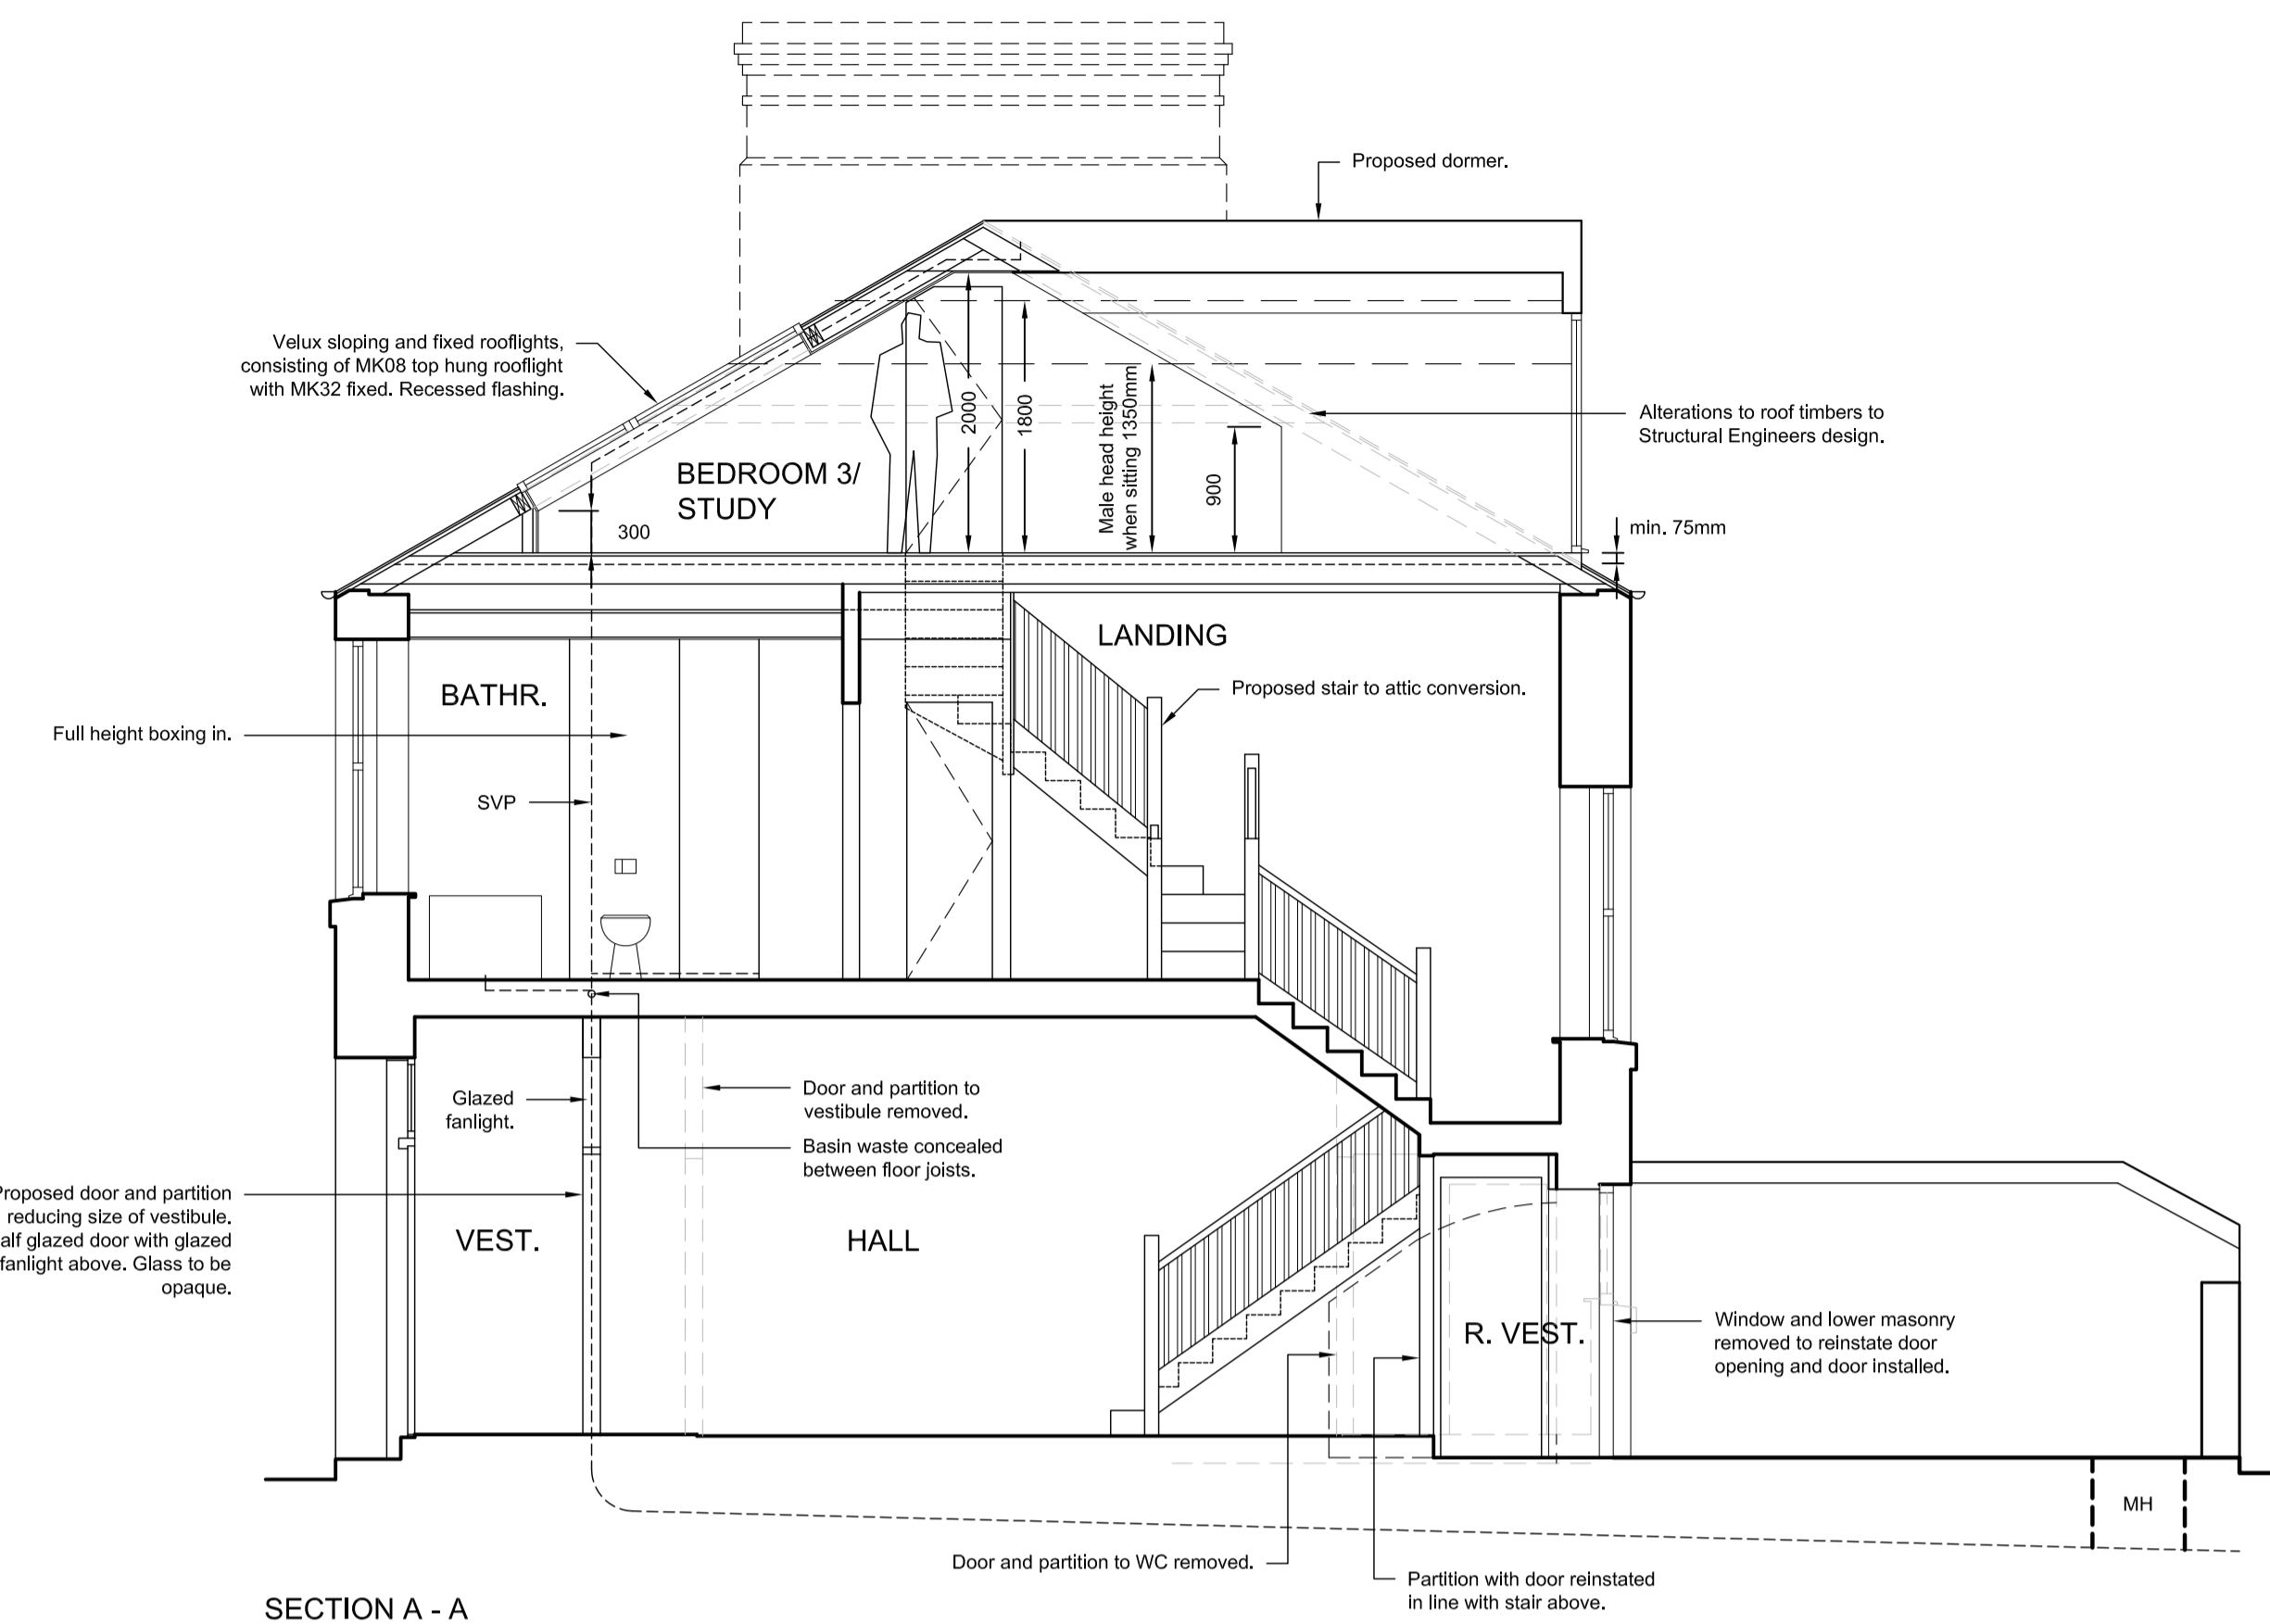 Proposed dormer.
Velux sloping and fixed rooflights,
consisting of MK08 top hung rooflight
with MK32 fixed. Recessed flashing.
Alterations to roof timbers to
Structural Engineers design.
2000
1800
Male head height
when sitting 1350mm
900
BEDROOM 3/
STUDY
300
min. 75mm
LANDING
BATHR.
Proposed stair to attic conversion.
Full height boxing in.
SVP
Glazed
fanlight.
Door and partition to
vestibule removed.
Basin waste concealed
between floor joists.
Proposed door and partition
reducing size of vestibule.
alf glazed door with glazed
fanlight above. Glass to be
opaque.
VEST.
HALL
R. VEST.
Window and lower masonry
removed to reinstate door
opening and door installed.
MH
Door and partition to WC removed.
Partition with door reinstated
in line with stair above.
SECTION A - A